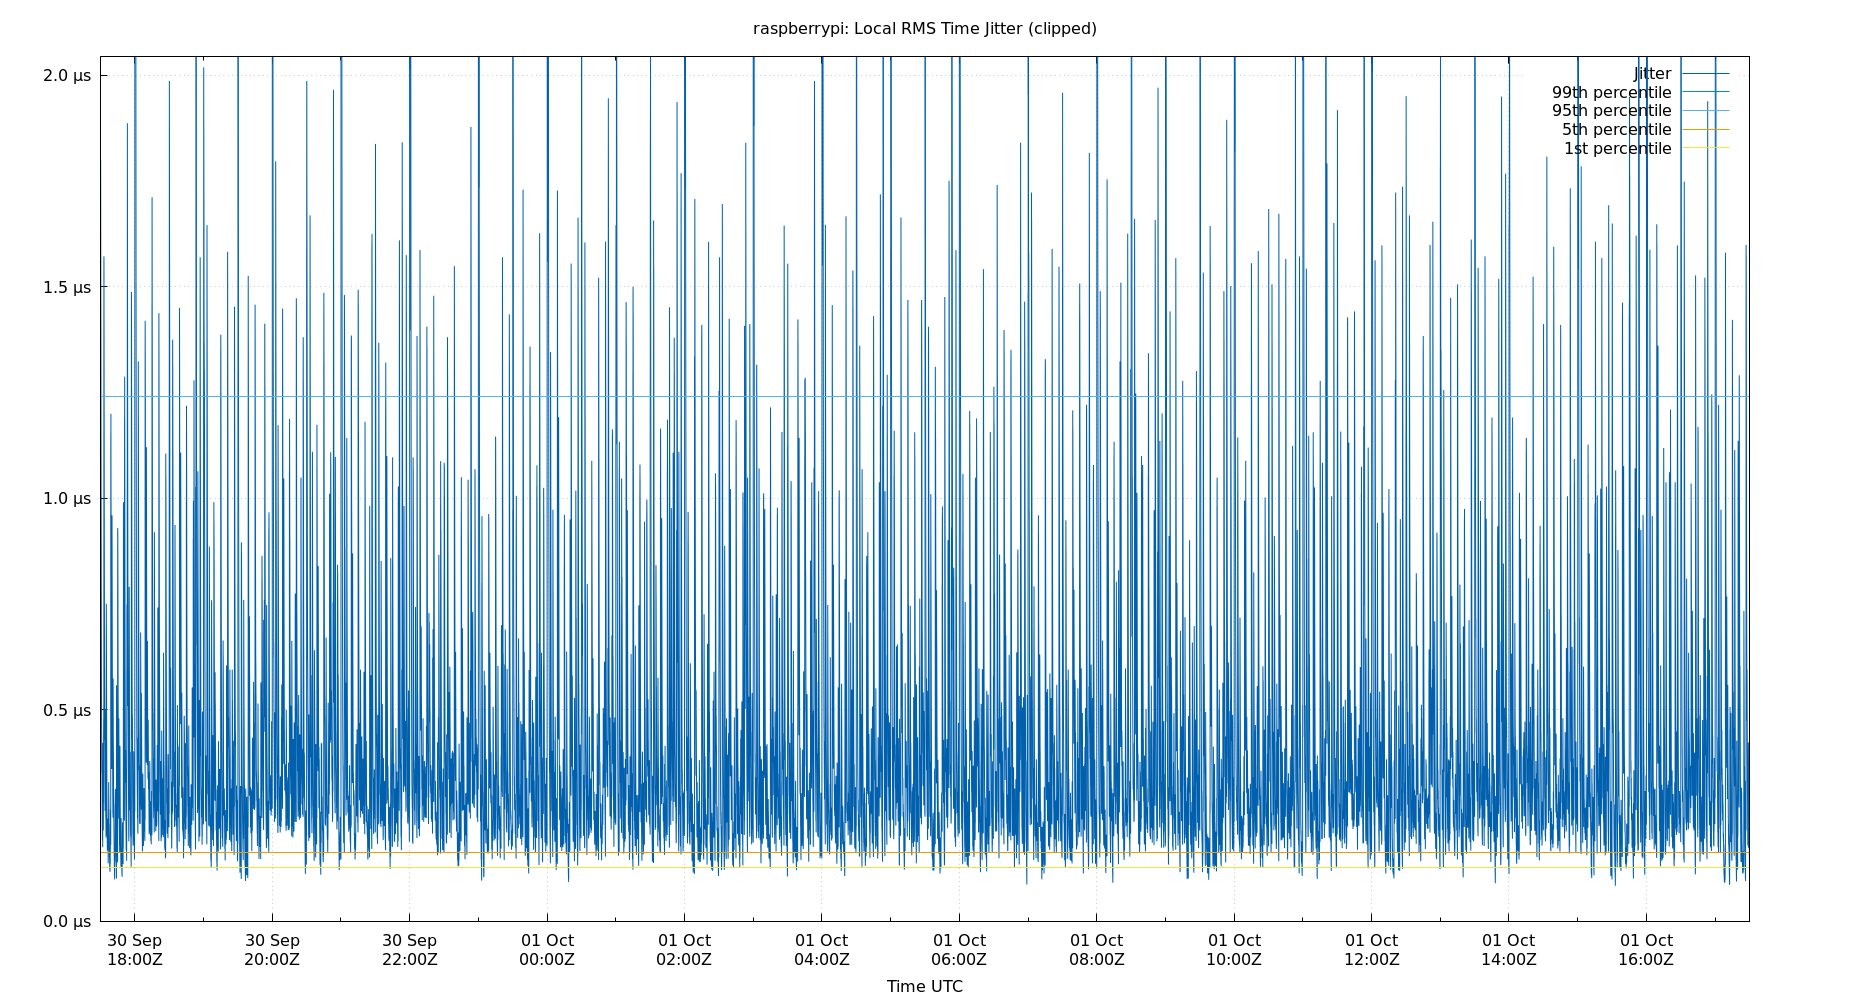 raspberrypi: Local RMS Time Jitter (clipped)
2.0 µs
1.5 µs
1.0 µs
0.5 µs
0.0 µs
Jitter
99th percentile
95th percentile
5th percentile
1st percentile
30 Sep 30 Sep 30 Sep 01 Oct 01 Oct 01 Oct 01 Oct 01 Oct 01 Oct 01 Oct 01 Oct 01 Oct
18:00Z 20:00Z 22:00Z 00:00Z 02:00Z 04:00Z 06:00Z 08:00Z 10:00Z 12:00Z 14:00Z 16:00Z
Time UTC